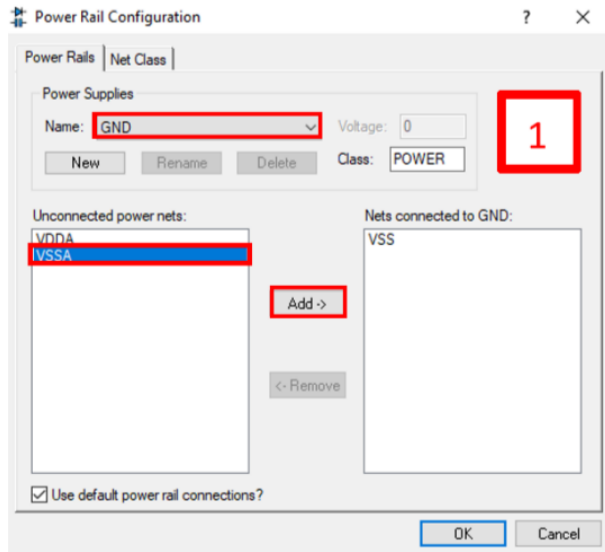 Power Rail Configuration ? ×
Power Rails Net Class
Power Supplies
Name: GND Voltage: 0
New Rename Delete Class: POWER
1
Unconnected power nets: Nets connected to GND:
VDDA VSS
VSSA
Add ->
<- Remove
Use default power rail connections?
OK Cancel